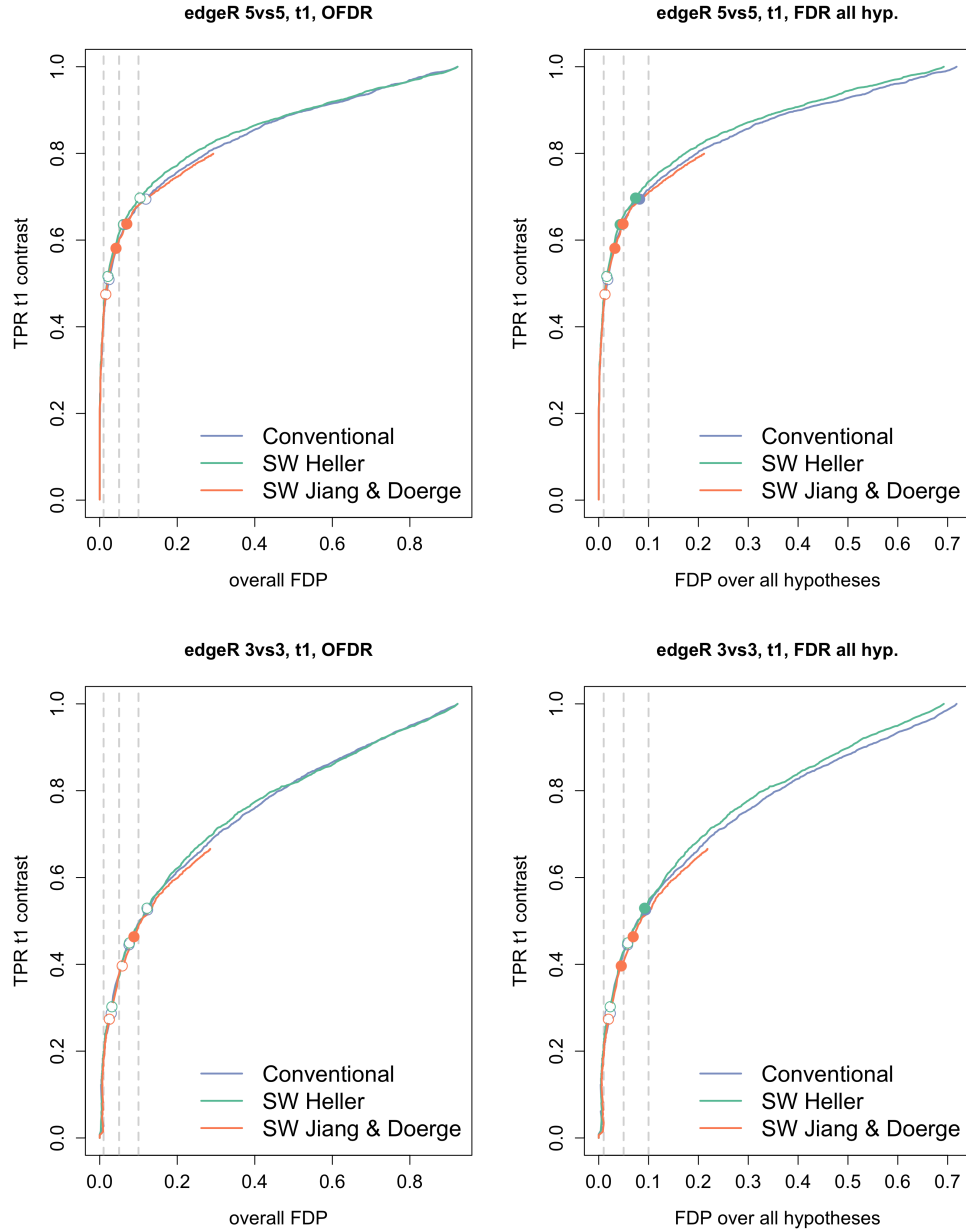 edgeR 5vs5, t1, OFDR
TPR t1 contrast
1.0
0.8
0.6
0.4
0.2
0.0
Conventional
SW Heller
SW Jiang & Doerge
0.0 0.2 0.4 0.6 0.8
overall FDP
edgeR 5vs5, t1, FDR all hyp.
TPR t1 contrast
1.0
0.8
0.6
0.4
0.2
0.0
Conventional
SW Heller
SW Jiang & Doerge
0.0 0.1 0.2 0.3 0.4 0.5 0.6 0.7
FDP over all hypotheses
edgeR 3vs3, t1, OFDR
TPR t1 contrast
1.0
0.8
0.6
0.4
0.2
0.0
Conventional
SW Heller
SW Jiang & Doerge
0.0 0.2 0.4 0.6 0.8
overall FDP
edgeR 3vs3, t1, FDR all hyp.
TPR t1 contrast
1.0
0.8
0.6
0.4
0.2
0.0
Conventional
SW Heller
SW Jiang & Doerge
0.0 0.1 0.2 0.3 0.4 0.5 0.6 0.7
FDP over all hypotheses